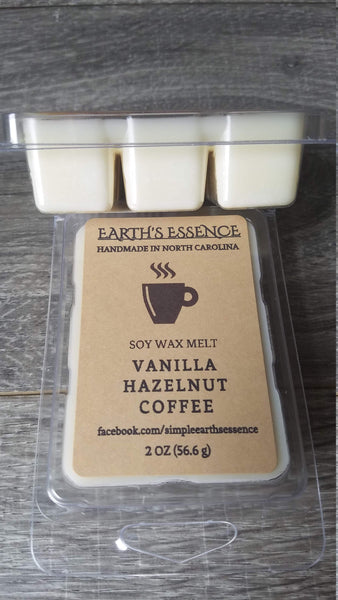 EARTH'S ESSENCE
HANDMADE IN NORTH CAROLINA
SOY WAX MELT
VANILLA
HAZELNUT
COFFEE
facebook.com/simpleearthsessence
2 OZ (56.6 g)